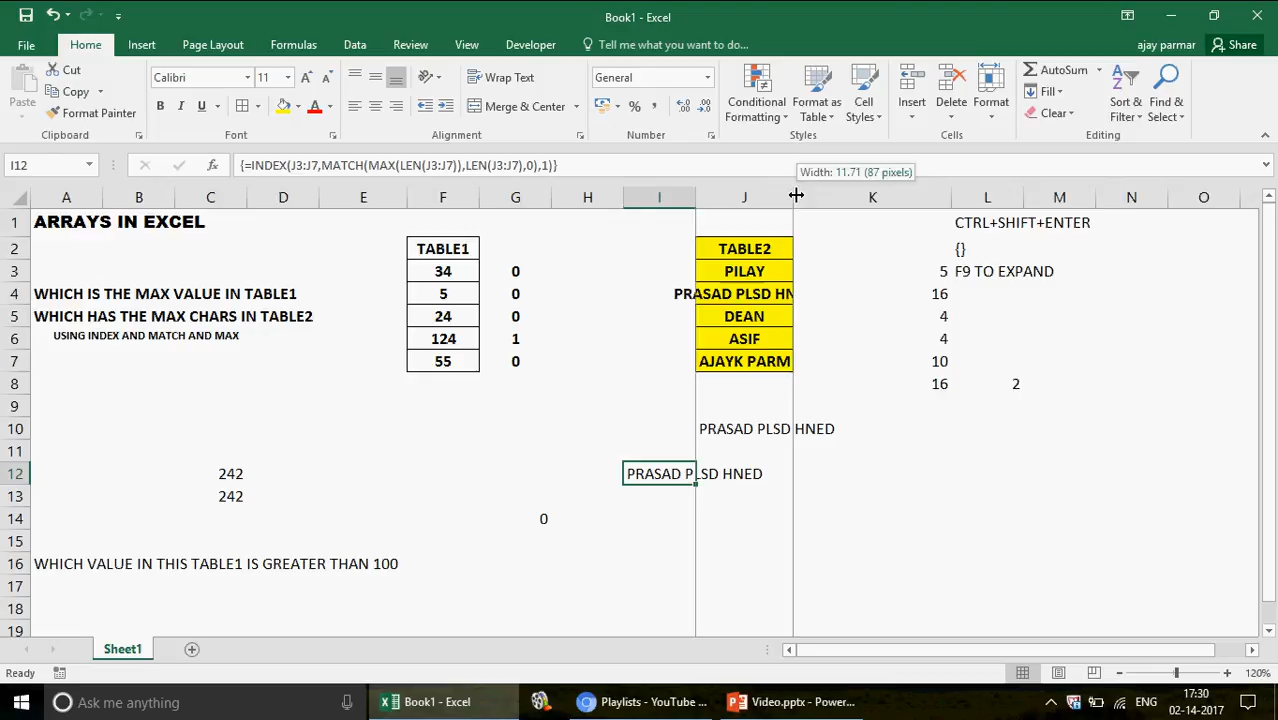 Book1 - Excel
File Home Insert Page Layout Formulas Data Review View Developer Tell me what you want to do... ajay parmar Share
Paste Cut Copy Format Painter Clipboard
Calibri 11 A A B I U A Font
Wrap Text Merge & Center Alignment
General % , Number
Conditional Formatting Format as Table Cell Styles Styles
Insert Delete Format Cells
AutoSum Fill Clear Sort & Filter Find & Select Editing
I12 fx {=INDEX(J3:J7,MATCH(MAX(LEN(J3:J7)),LEN(J3:J7),0),1)}
Width: 11.71 (87 pixels)
A B C D E F G H I J K L M N O
1 ARRAYS IN EXCEL CTRL+SHIFT+ENTER
2 TABLE1 TABLE2 {}
3 34 0 PILAY 5 F9 TO EXPAND
4 WHICH IS THE MAX VALUE IN TABLE1 5 0 PRASAD PLSD HN 16
5 WHICH HAS THE MAX CHARS IN TABLE2 24 0 DEAN 4
6 USING INDEX AND MATCH AND MAX 124 1 ASIF 4
7 55 0 AJAYK PARM 10
8 16 2
9
10 PRASAD PLSD HNED
11
12 242 PRASAD PLSD HNED
13 242
14 0
15
16 WHICH VALUE IN THIS TABLE1 IS GREATER THAN 100
17
18
19
Sheet1
Ready 120%
Ask me anything Book1 - Excel Playlists - YouTube ... Video.pptx - Power... ENG 17:30
02-14-2017